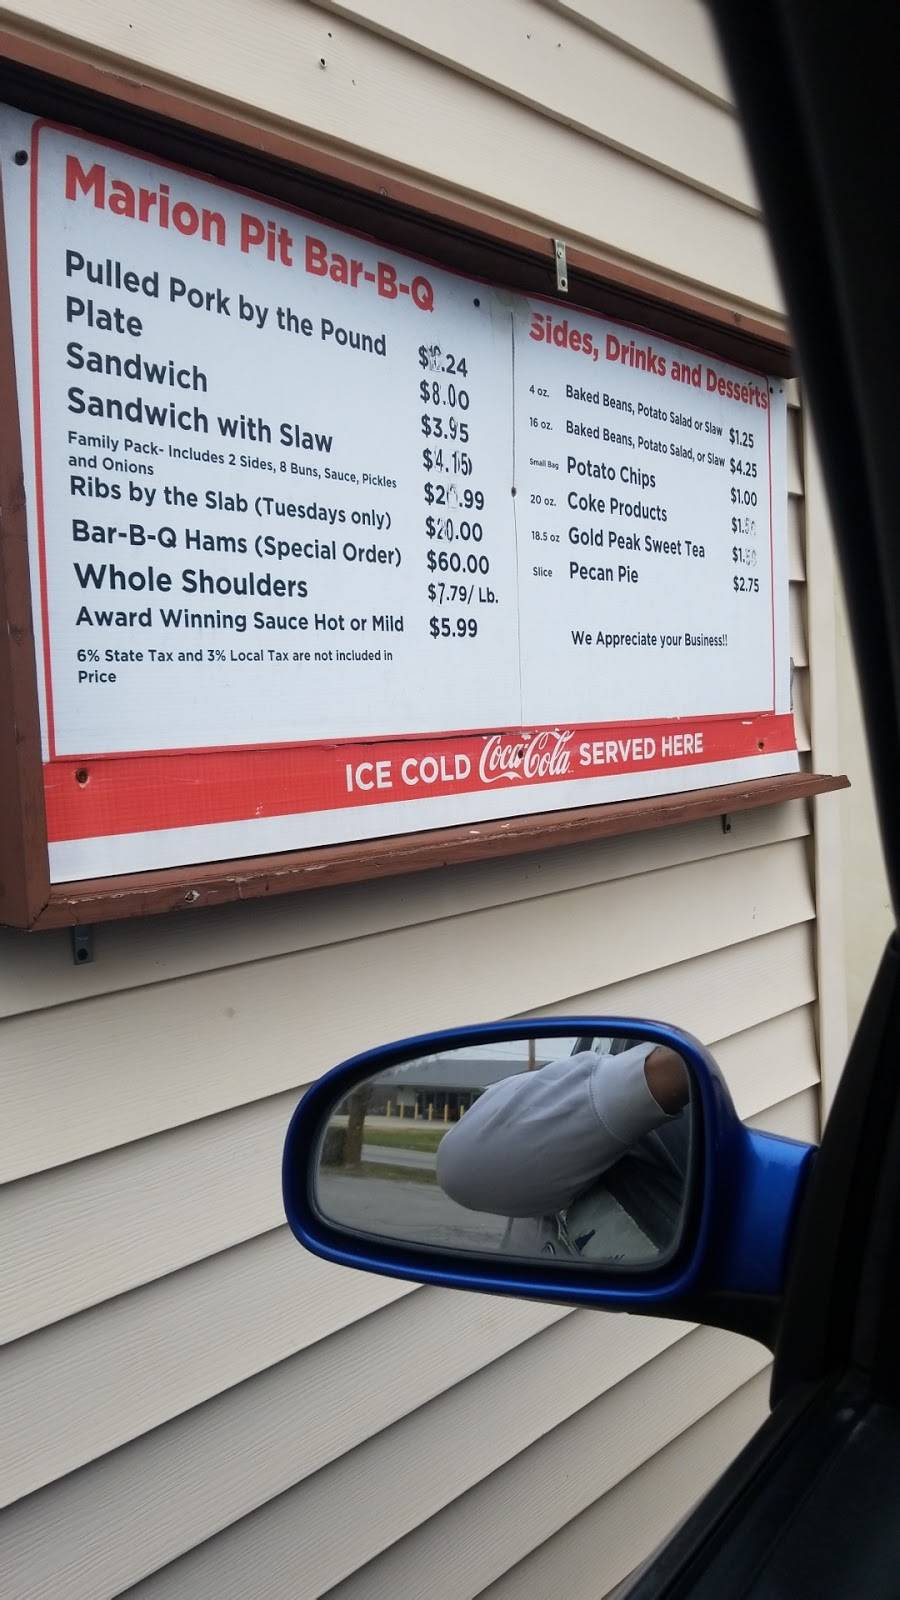 Marion Pit Bar-B-Q
Pulled Pork by the Pound
Plate $8.00
Sandwich $3.95
Sandwich with Slaw $4.15
Family Pack- Includes 2 Sides, 8 Buns, Sauce, Pickles
and Onions
Ribs by the Slab (Tuesdays only) $20.00
Bar-B-Q Hams (Special Order) $60.00
Whole Shoulders $7.79/ Lb.
Award Winning Sauce Hot or Mild $5.99
6% State Tax and 3% Local Tax are not included in
Price
Sides, Drinks and Desserts
4 oz. Baked Beans, Potato Salad or Slaw $1.25
16 oz. Baked Beans, Potato Salad, or Slaw $4.25
Small Bag Potato Chips $1.00
20 oz. Coke Products
18.5 oz Gold Peak Sweet Tea
Slice Pecan Pie $2.75
We Appreciate your Business!!
ICE COLD Coca-Cola SERVED HERE